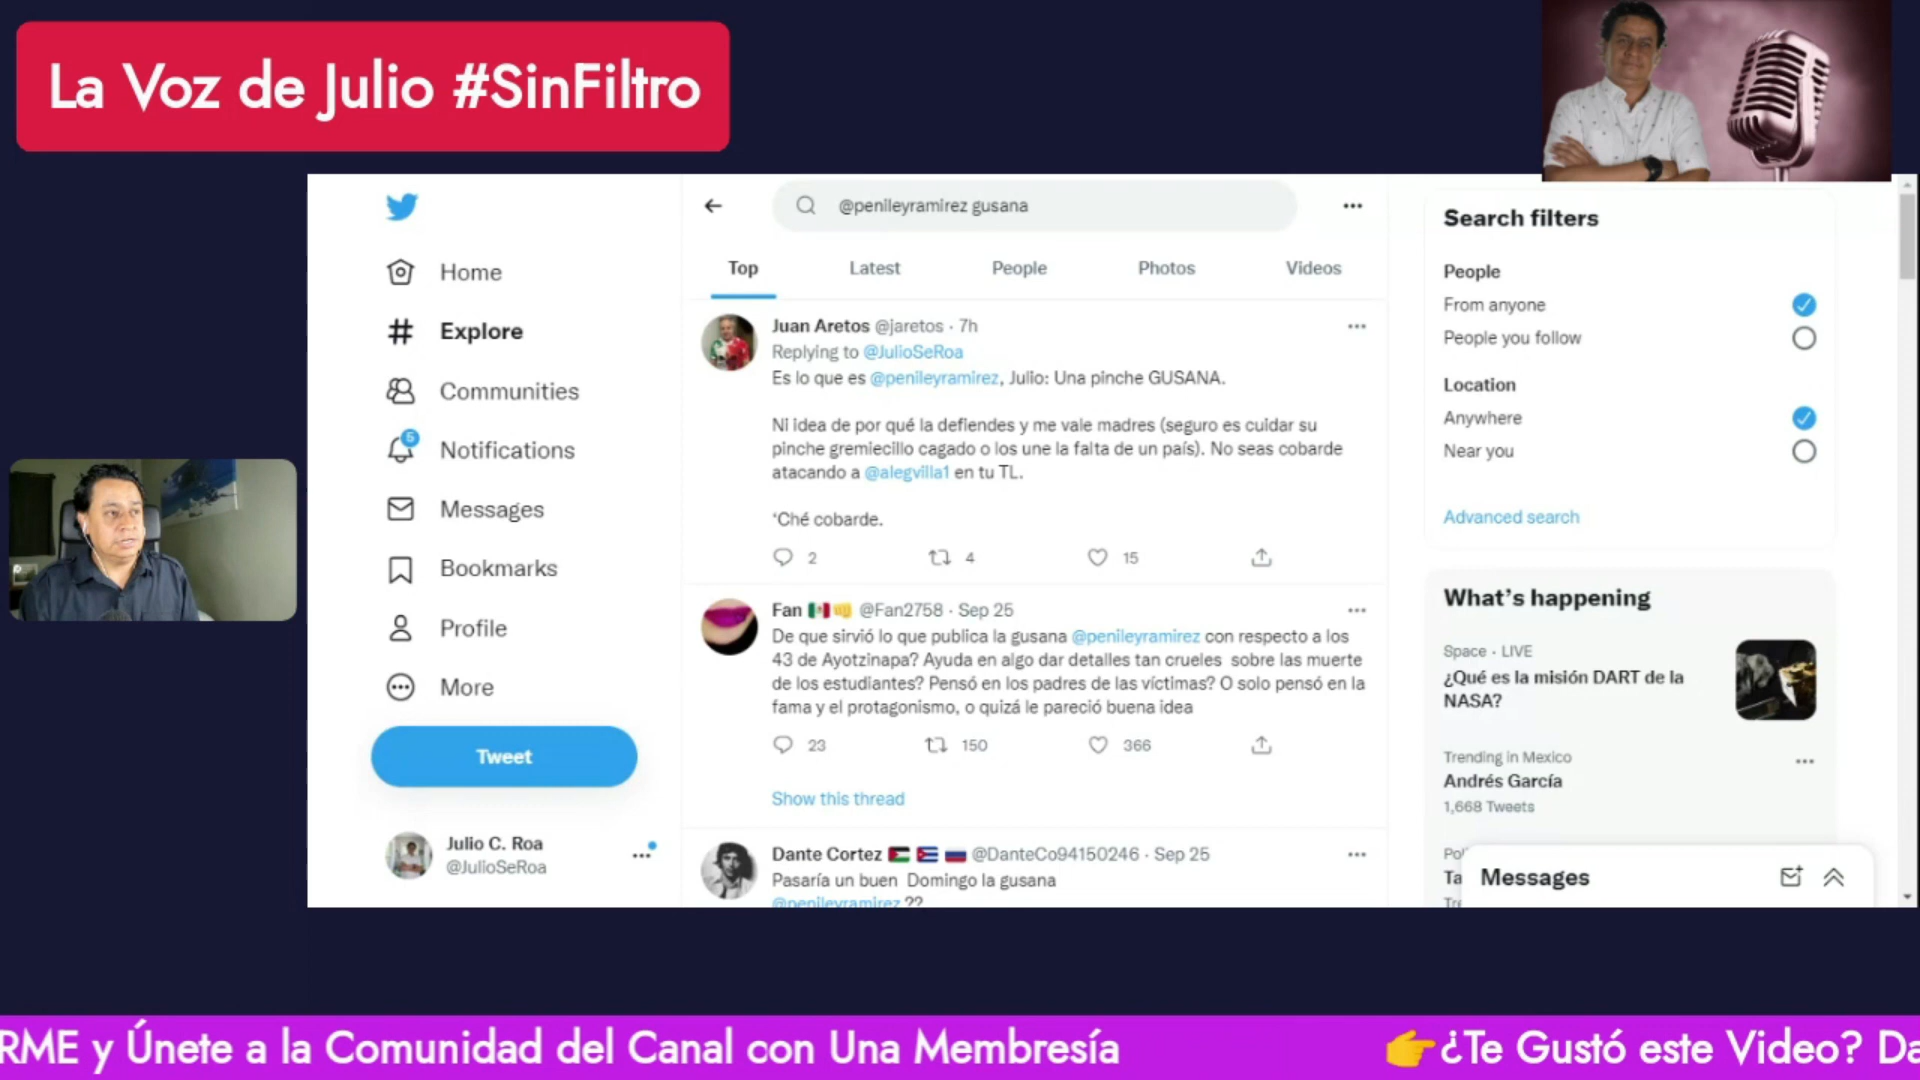 La Voz de Julio #SinFiltro
Home
Explore
Communities
5
Notifications
Messages
Bookmarks
Profile
More
Tweet
Julio C. Roa
@JulioSeRoa
@penileyramirez gusana
Top Latest People Photos Videos
Juan Aretos @jaretos · 7h
Replying to @JulioSeRoa
Es lo que es @penileyramirez, Julio: Una pinche GUSANA.
Ni idea de por qué la defiendes y me vale madres (seguro es cuidar su
pinche gremiecillo cagado o los une la falta de un país). No seas cobarde
atacando a @alegvilla1 en tu TL.
'Ché cobarde.
2 4 15
Fan @Fan2758 · Sep 25
De que sirvió lo que publica la gusana @penileyramirez con respecto a los
43 de Ayotzinapa? Ayuda en algo dar detalles tan crueles sobre las muerte
de los estudiantes? Pensó en los padres de las víctimas? O solo pensó en la
fama y el protagonismo, o quizá le pareció buena idea
23 150 366
Show this thread
Dante Cortez @DanteCo94150246 · Sep 25
Pasaría un buen Domingo la gusana
@penileyramirez ??
Search filters
People
From anyone
People you follow
Location
Anywhere
Near you
Advanced search
What's happening
Space · LIVE
¿Qué es la misión DART de la
NASA?
Trending in Mexico
Andrés García
1,668 Tweets
Messages
RME y Únete a la Comunidad del Canal con Una Membresía 👉¿Te Gustó este Video? Da